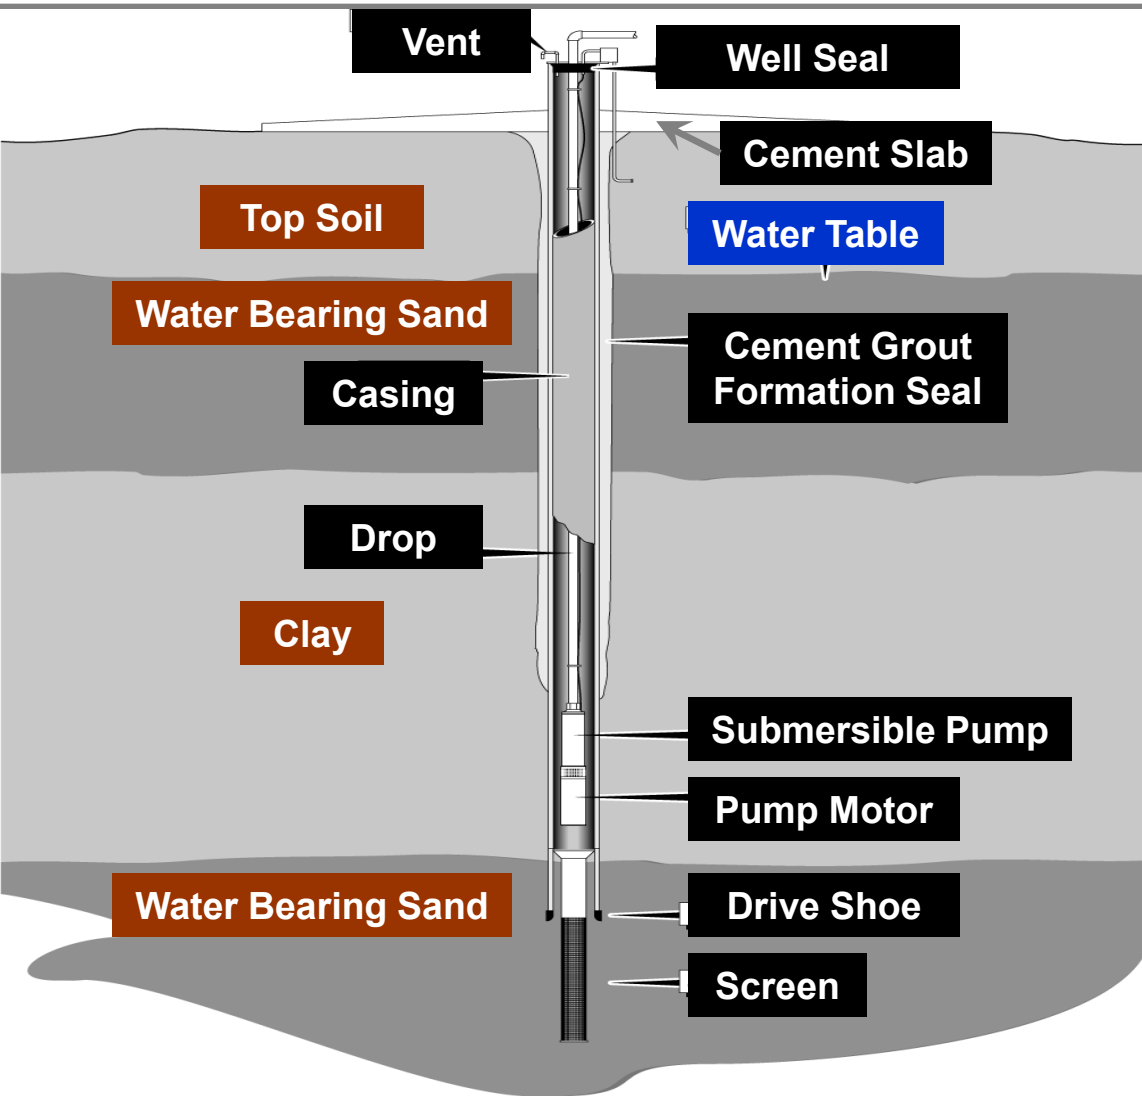 Vent
Well Seal
Cement Slab
Top Soil
Water Table
Water Bearing Sand
Cement Grout
Formation Seal
Casing
Drop
Clay
Submersible Pump
Pump Motor
Water Bearing Sand
Drive Shoe
Screen